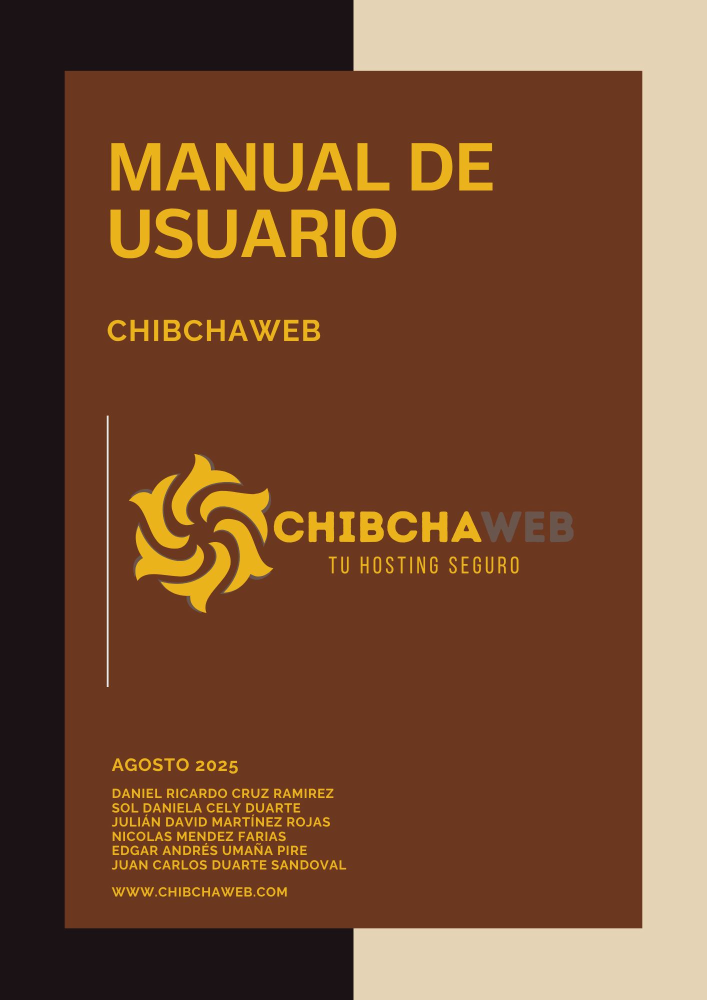 MANUAL DE
USUARIO
CHIBCHAWEB
CHIBCHAWEB
TU HOSTING SEGURO
AGOSTO 2025
DANIEL RICARDO CRUZ RAMIREZ
SOL DANIELA CELY DUARTE
JULIÁN DAVID MARTÍNEZ ROJAS
NICOLAS MENDEZ FARIAS
EDGAR ANDRÉS UMAÑA PIRE
JUAN CARLOS DUARTE SANDOVAL
WWW.CHIBCHAWEB.COM